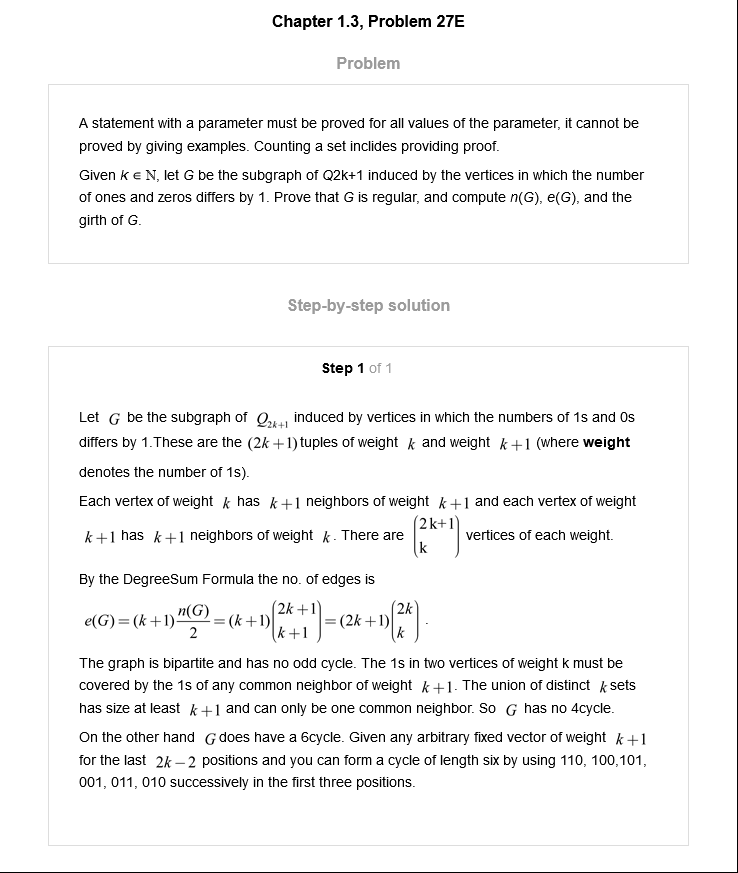 Chapter 1.3, Problem 27E
Problem
A statement with a parameter must be proved for all values of the parameter, it cannot be
proved by giving examples. Counting a set inclides providing proof.
Given k ∈ ℕ, let G be the subgraph of Q2k+1 induced by the vertices in which the number
of ones and zeros differs by 1. Prove that G is regular, and compute n(G), e(G), and the
girth of G.
Step-by-step solution
Step 1 of 1
Let G be the subgraph of Q_{2k+1} induced by vertices in which the numbers of 1s and 0s
differs by 1.These are the (2k+1) tuples of weight k and weight k+1 (where weight
denotes the number of 1s).
Each vertex of weight k has k+1 neighbors of weight k+1 and each vertex of weight
k+1 has k+1 neighbors of weight k. There are \binom{2k+1}{k} vertices of each weight.
By the DegreeSum Formula the no. of edges is
e(G)=(k+1)\frac{n(G)}{2}=(k+1)\binom{2k+1}{k+1}=(2k+1)\binom{2k}{k}.
The graph is bipartite and has no odd cycle. The 1s in two vertices of weight k must be
covered by the 1s of any common neighbor of weight k+1. The union of distinct k sets
has size at least k+1 and can only be one common neighbor. So G has no 4cycle.
On the other hand G does have a 6cycle. Given any arbitrary fixed vector of weight k+1
for the last 2k−2 positions and you can form a cycle of length six by using 110, 100,101,
001, 011, 010 successively in the first three positions.